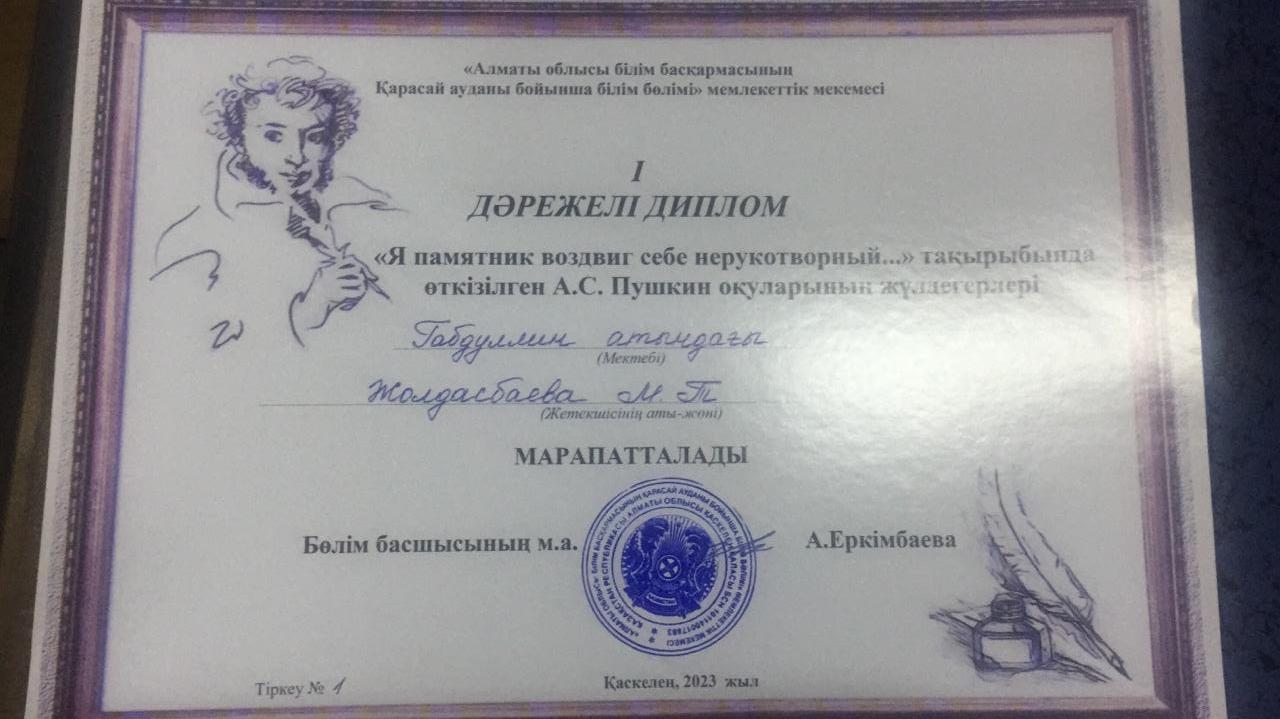 «Алматы облысы білім басқармасының
Қарасай ауданы бойынша білім бөлімі» мемлекеттік мекемесі
I
ДӘРЕЖЕЛІ ДИПЛОМ
«Я памятник воздвиг себе нерукотворный...» тақырыбында
өткізілген А.С. Пушкин оқуларының жүлдегерлері
Габдуллин атындағы
(Мектебі)
Жолдасбаева М.Т
(Жетекшісінің аты-жөні)
МАРАПАТТАЛАДЫ
Бөлім басшысының м.а.
А.Еркімбаева
Тіркеу № 1
Қаскелең, 2023 жыл